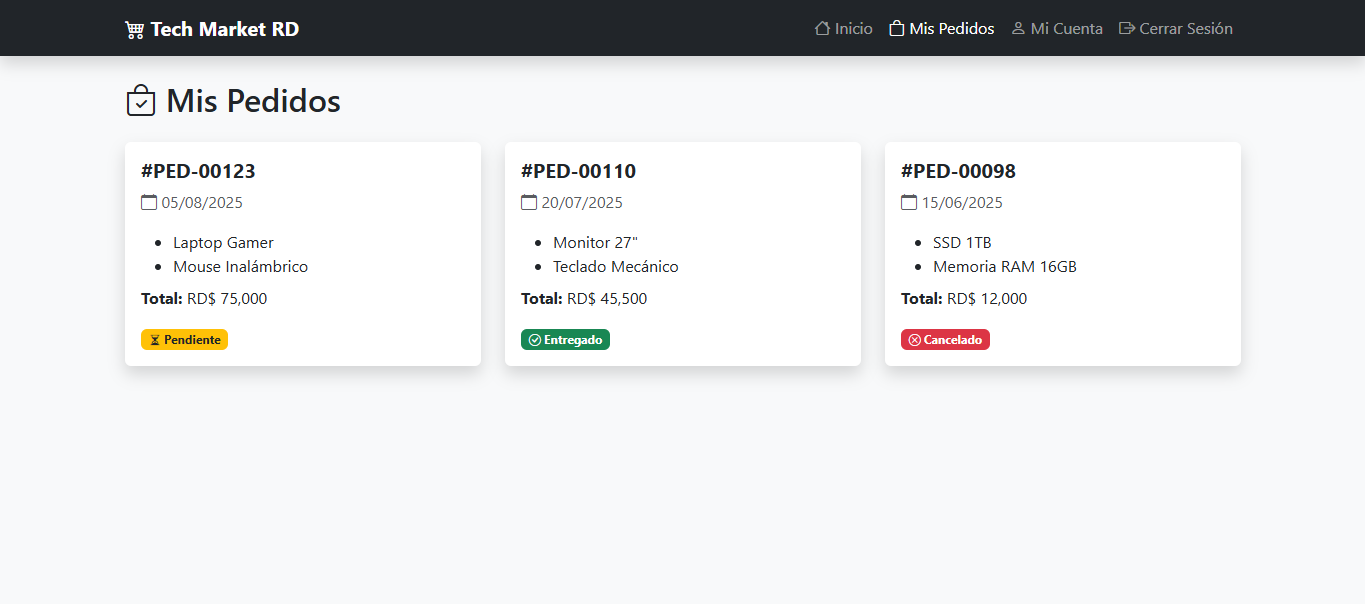 Tech Market RD
Inicio
Mis Pedidos
Mi Cuenta
Cerrar Sesión
Mis Pedidos
#PED-00123
05/08/2025
Laptop Gamer
Mouse Inalámbrico
Total: RD$ 75,000
Pendiente
#PED-00110
20/07/2025
Monitor 27"
Teclado Mecánico
Total: RD$ 45,500
Entregado
#PED-00098
15/06/2025
SSD 1TB
Memoria RAM 16GB
Total: RD$ 12,000
Cancelado